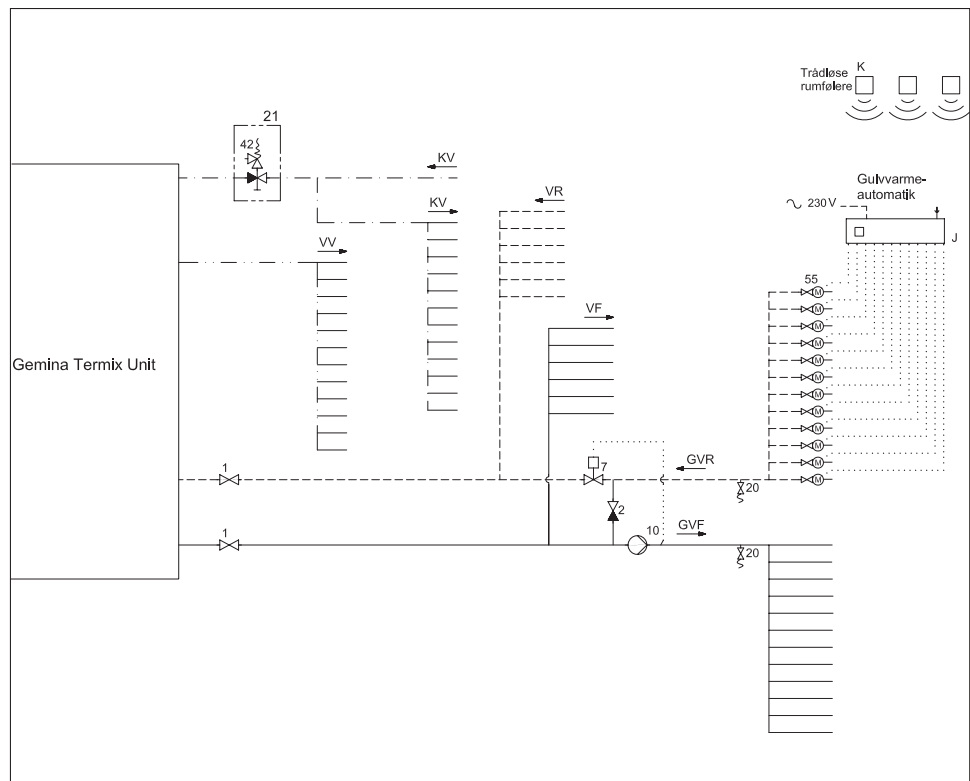 K
Trådløse
rumfølere
21
42
KV
VR
Gulvvarme-
automatik
230V
KV
J
VV
55
M
M
M
M
M
M
M
M
M
M
M
M
VF
Gemina Termix Unit
1
7
GVR
20
2
1
10
GVF
20